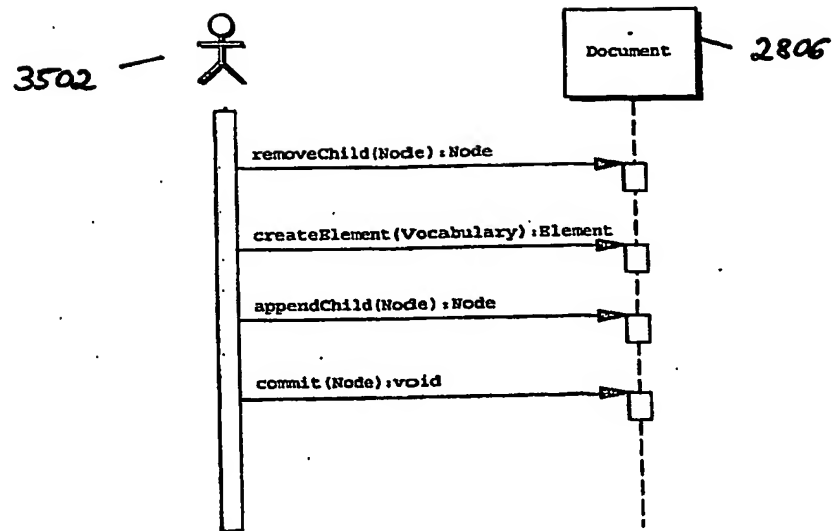 3502
Document
2806
removeChild(Node):Node
createElement(Vocabulary):Element
appendChild(Node):Node
commit(Node):void